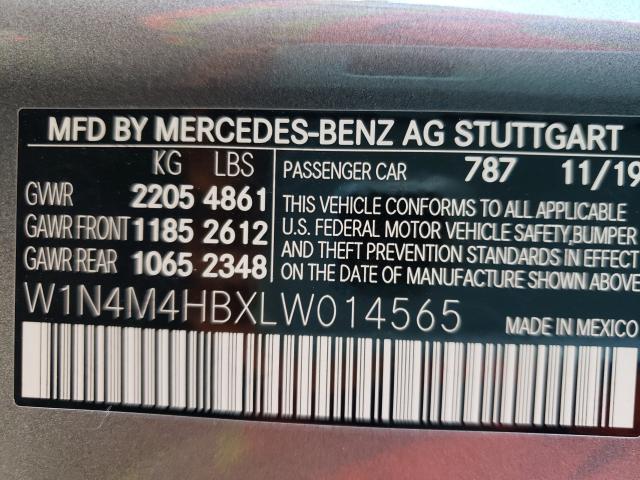 MFD BY MERCEDES-BENZ AG STUTTGART
KG LBS
GVWR 2205 4861
GAWR FRONT 1185 2612
GAWR REAR 1065 2348
PASSENGER CAR 787 11/19
THIS VEHICLE CONFORMS TO ALL APPLICABLE
U.S. FEDERAL MOTOR VEHICLE SAFETY, BUMPER
AND THEFT PREVENTION STANDARDS IN EFFECT
ON THE DATE OF MANUFACTURE SHOWN ABOVE.
W1N4M4HBXLW014565
MADE IN MEXICO